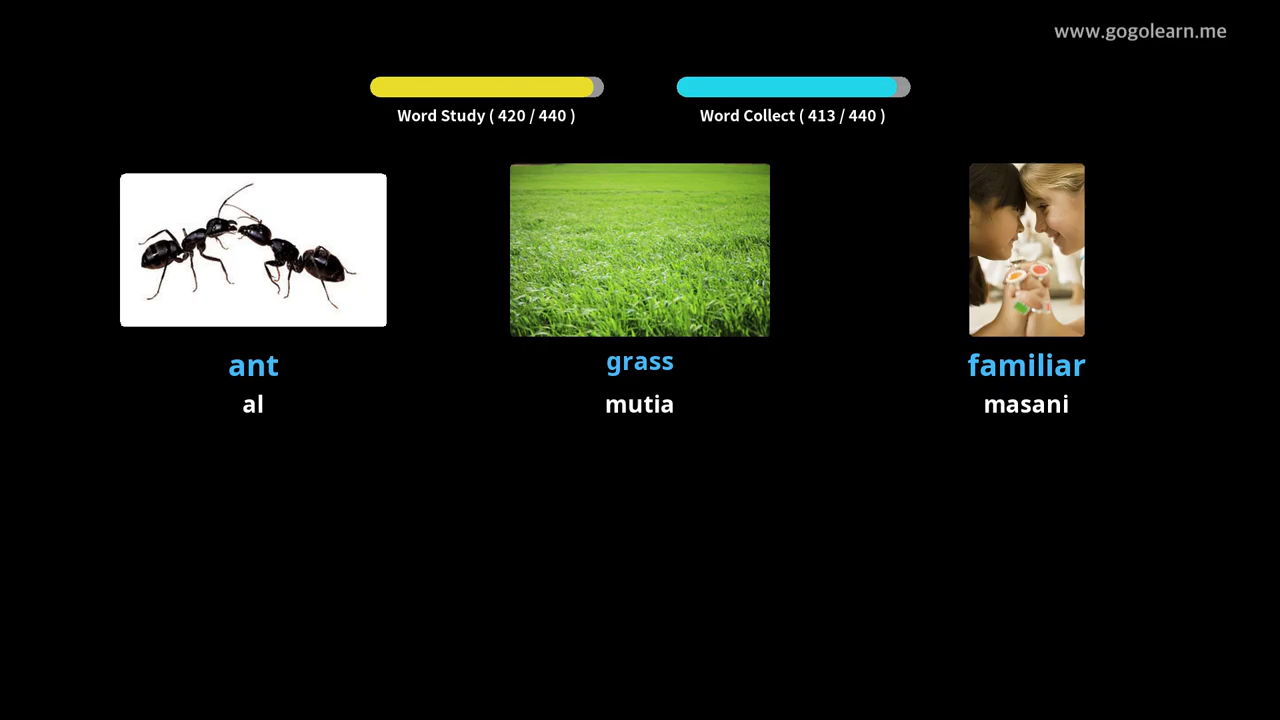 www.gogolearn.me
Word Study ( 420 / 440 )
Word Collect ( 413 / 440 )
ant
grass
familiar
al
mutia
masani